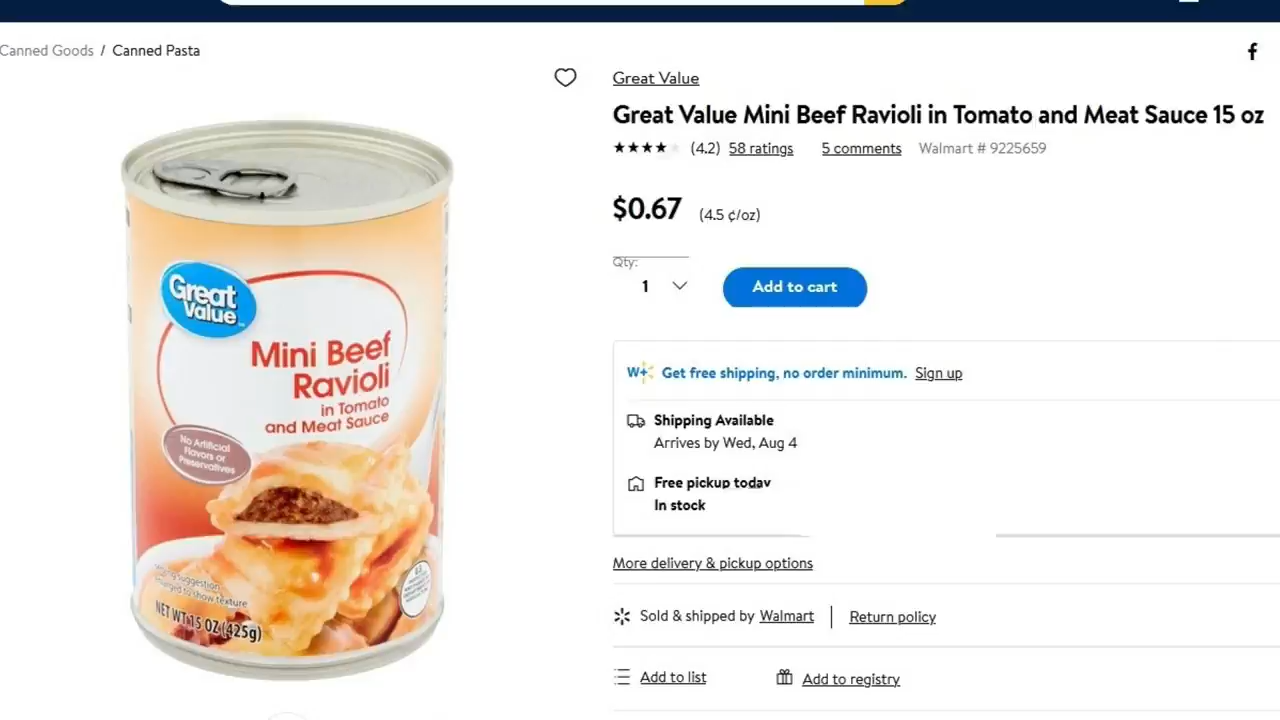 Canned Goods / Canned Pasta
f
Great Value
Great Value Mini Beef Ravioli in Tomato and Meat Sauce 15 oz
(4.2) 58 ratings 5 comments Walmart # 9225659
$0.67 (4.5 ¢/oz)
Qty:
1
Add to cart
W+ Get free shipping, no order minimum. Sign up
Shipping Available
Arrives by Wed, Aug 4
Free pickup today
In stock
More delivery & pickup options
Sold & shipped by Walmart | Return policy
Add to list
Add to registry
Great
Value
Mini Beef
Ravioli
in Tomato
and Meat Sauce
No Artificial
Flavors or
Preservatives
suggestion
to show texture
NET WT 15 OZ (425g)